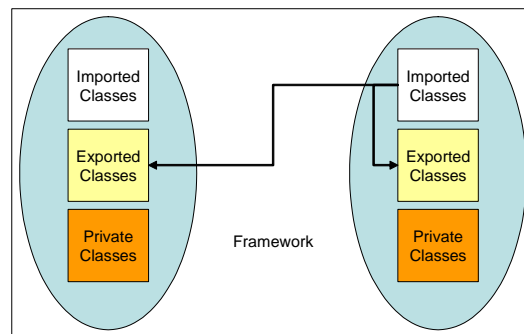 Imported
Classes
Exported
Classes
Private
Classes
Framework
Imported
Classes
Exported
Classes
Private
Classes